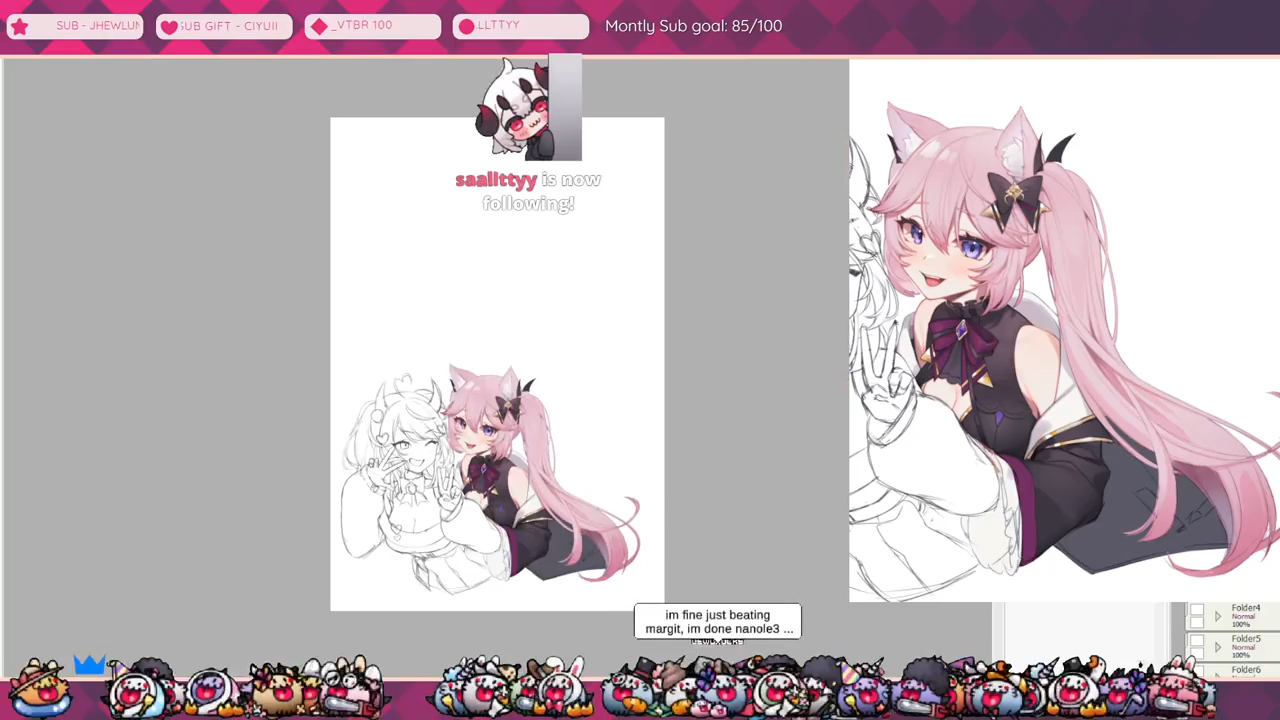 SUB - JHEWLUN
SUB GIFT - CIYUII
_VTBR 100
LLTTYY
Montly Sub goal: 85/100
saallttyy is now
following!
im fine just beating
margit, im done nanole3 ...
Folder4
Normal
100%
Folder5
Normal
100%
Folder6